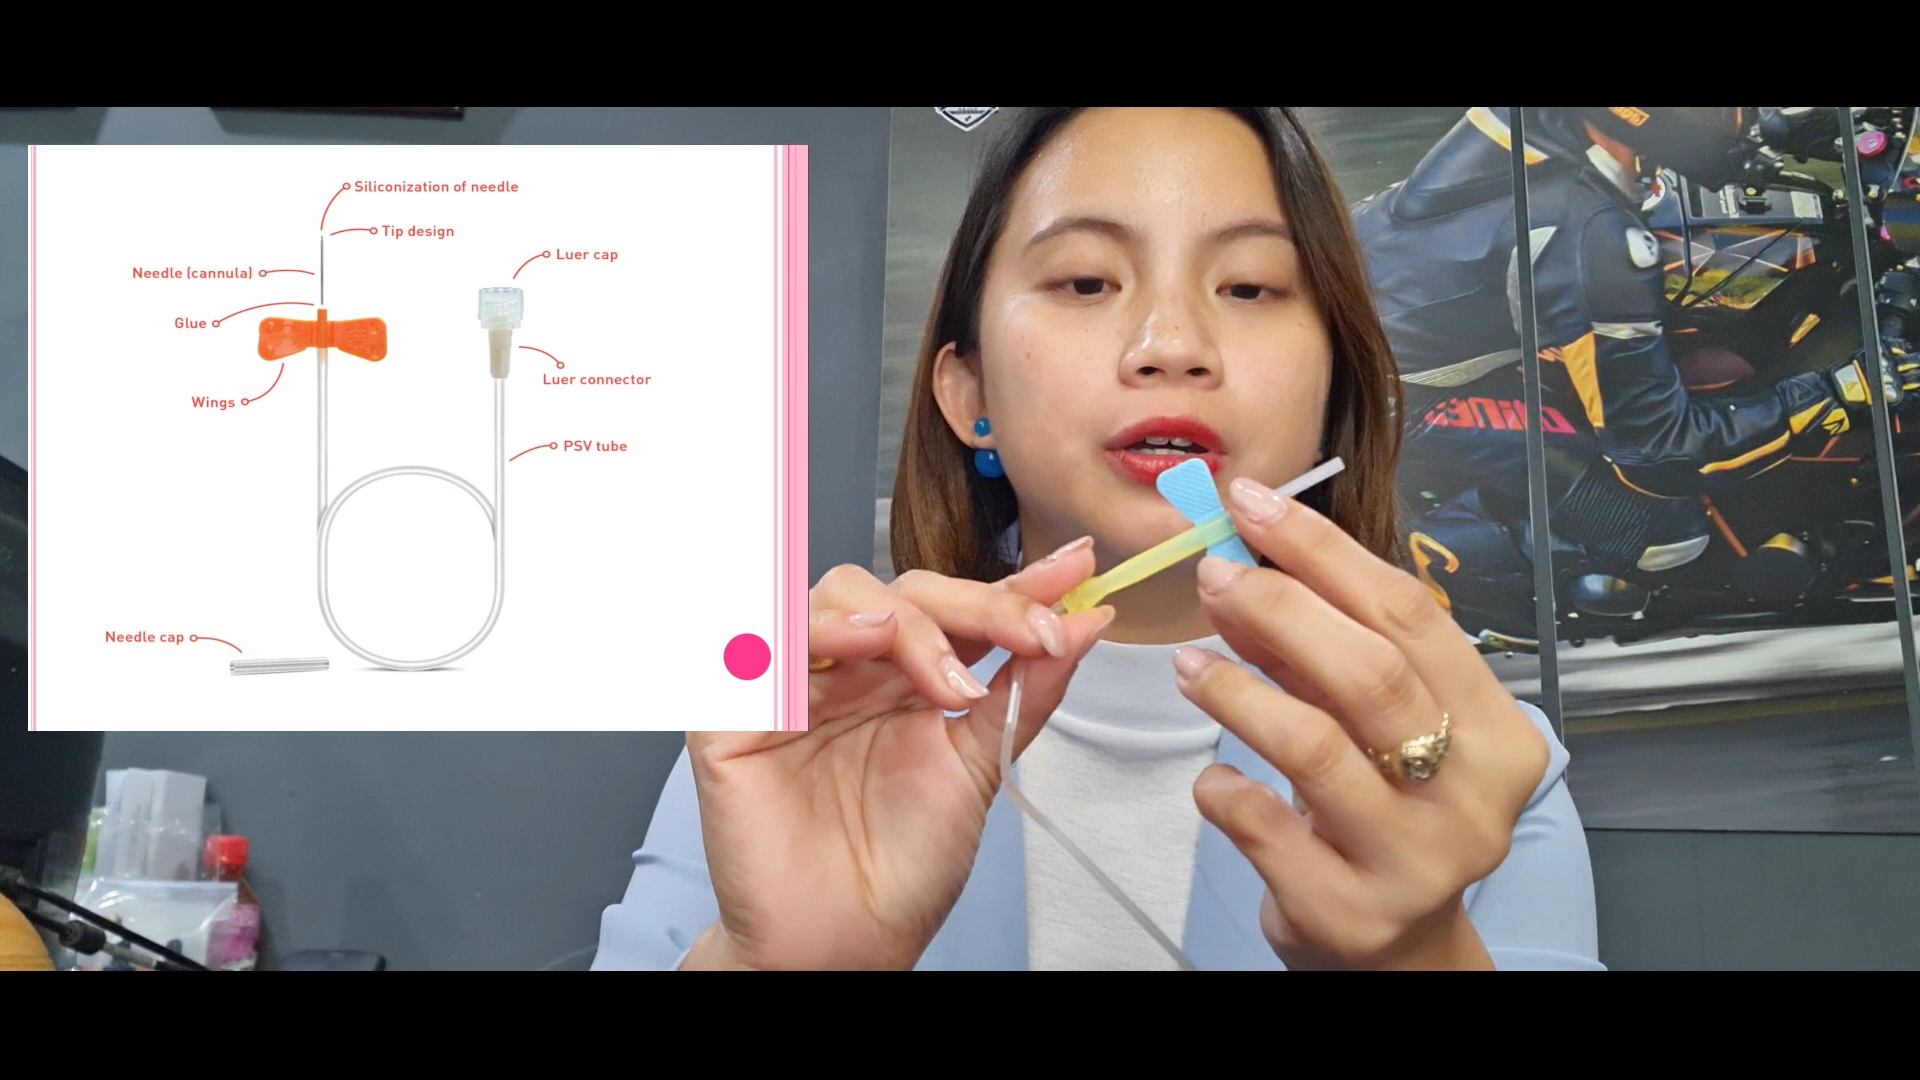 Siliconization of needle
Tip design
Luer cap
Needle (cannula)
Glue
Luer connector
Wings
PSV tube
Needle cap